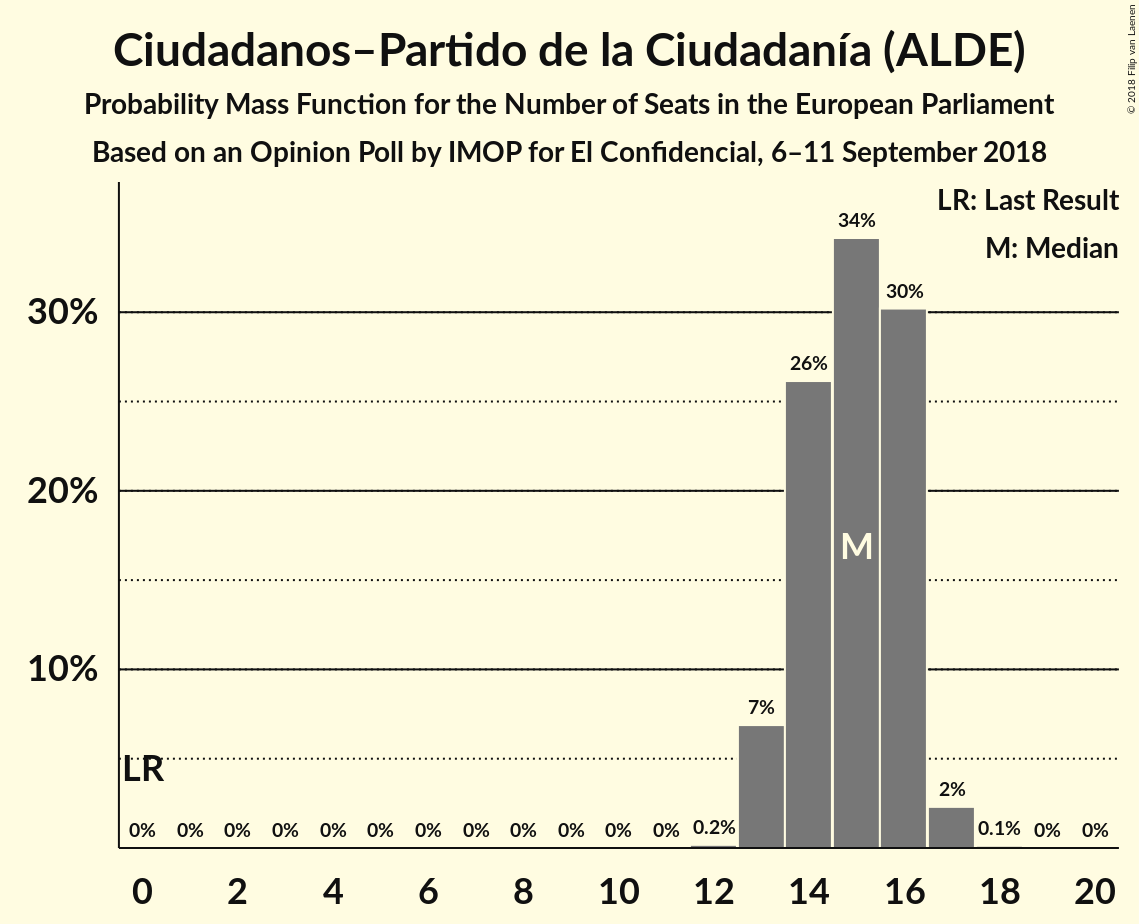 Ciudadanos–Partido de la Ciudadanía (ALDE)
Probability Mass Function for the Number of Seats in the European Parliament
Based on an Opinion Poll by IMOP for El Confidencial, 6–11 September 2018
© 2018 Filip van Laenen
LR: Last Result
M: Median
34%
30%
30%
26%
20%
M
10%
7%
LR
2%
0% 0% 0% 0% 0% 0% 0% 0% 0% 0% 0% 0% 0.2% 0.1% 0% 0%
0 2 4 6 8 10 12 14 16 18 20